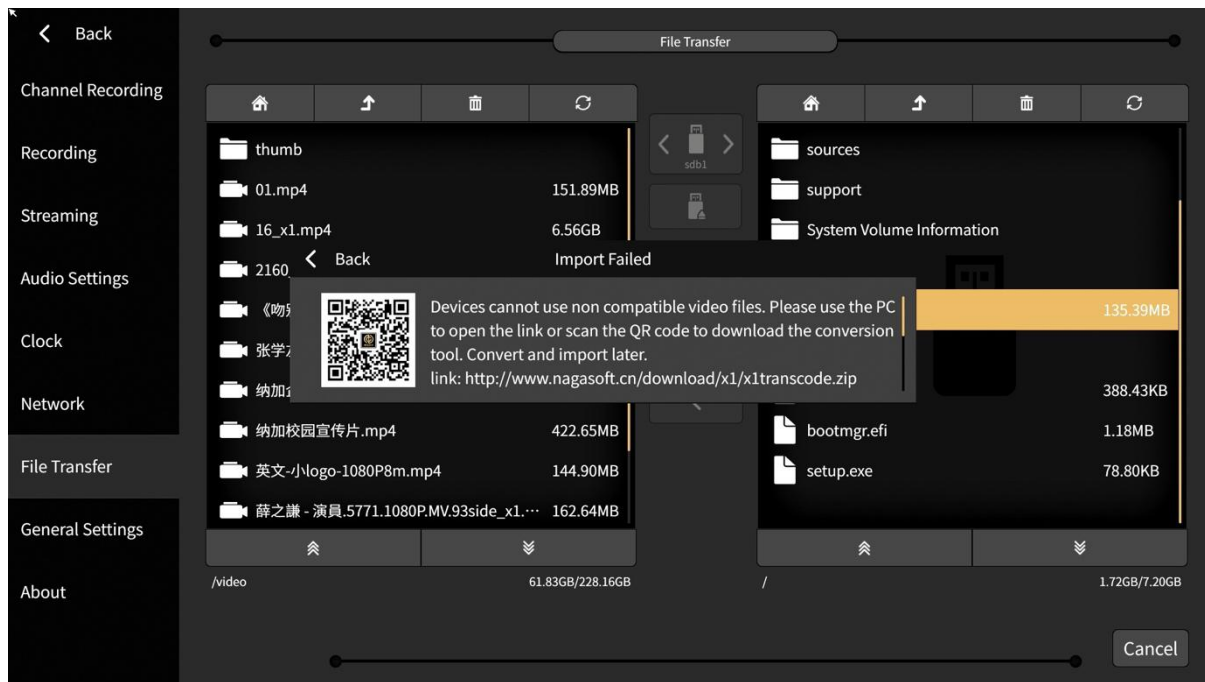 Back
Channel Recording
Recording
Streaming
Audio Settings
Clock
Network
File Transfer
General Settings
About
File Transfer
thumb
01.mp4 151.89MB
16_x1.mp4 6.56GB
2160
《吻
张学
纳加
纳加校园宣传片.mp4 422.65MB
英文-小logo-1080P8m.mp4 144.90MB
薛之謙 - 演員.5771.1080P.MV.93side_x1.··· 162.64MB
/video 61.83GB/228.16GB
sdb1
sources
support
System Volume Information
135.39MB
388.43KB
bootmgr.efi 1.18MB
setup.exe 78.80KB
/ 1.72GB/7.20GB
Back Import Failed
Devices cannot use non compatible video files. Please use the PC
to open the link or scan the QR code to download the conversion
tool. Convert and import later.
link: http://www.nagasoft.cn/download/x1/x1transcode.zip
Cancel